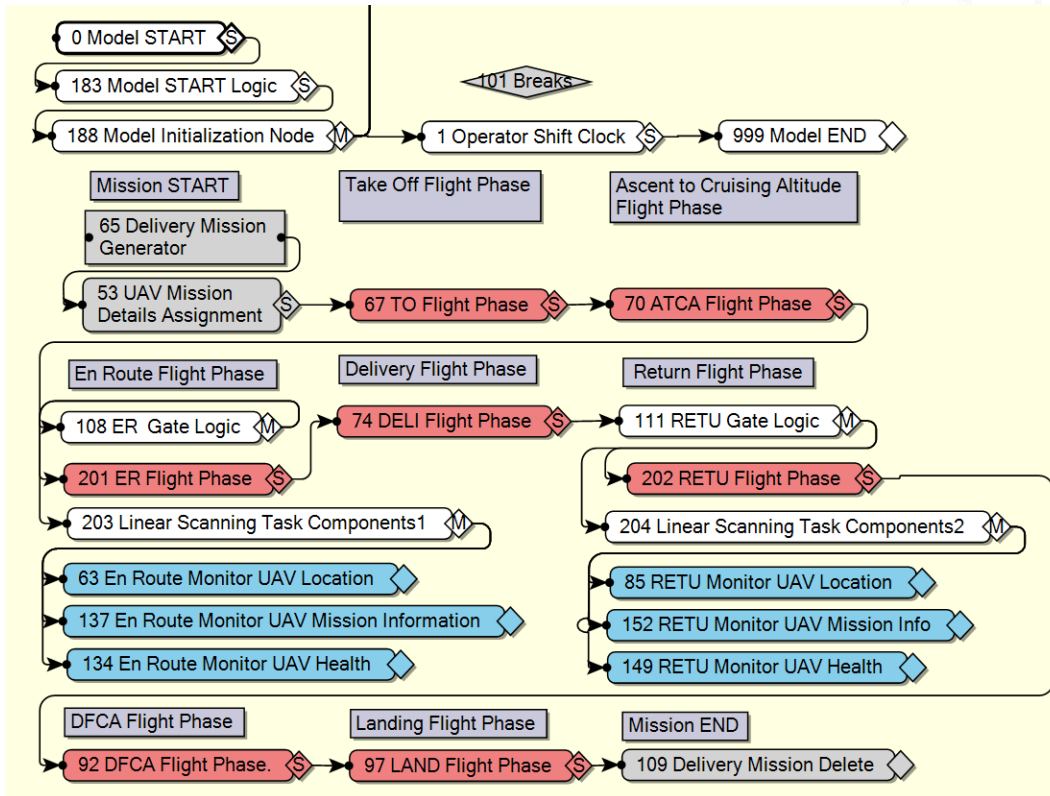 0 Model START S
183 Model START Logic S
101 Breaks
188 Model Initialization Node M
1 Operator Shift Clock S
999 Model END
Mission START
Take Off Flight Phase
Ascent to Cruising Altitude
Flight Phase
65 Delivery Mission
Generator
53 UAV Mission
Details Assignment S
67 TO Flight Phase S
70 ATCA Flight Phase S
En Route Flight Phase
Delivery Flight Phase
Return Flight Phase
108 ER Gate Logic M
74 DELI Flight Phase S
111 RETU Gate Logic M
201 ER Flight Phase S
202 RETU Flight Phase S
203 Linear Scanning Task Components1 M
204 Linear Scanning Task Components2 M
63 En Route Monitor UAV Location
85 RETU Monitor UAV Location
137 En Route Monitor UAV Mission Information
152 RETU Monitor UAV Mission Info
134 En Route Monitor UAV Health
149 RETU Monitor UAV Health
DFCA Flight Phase
Landing Flight Phase
Mission END
92 DFCA Flight Phase. S
97 LAND Flight Phase S
109 Delivery Mission Delete